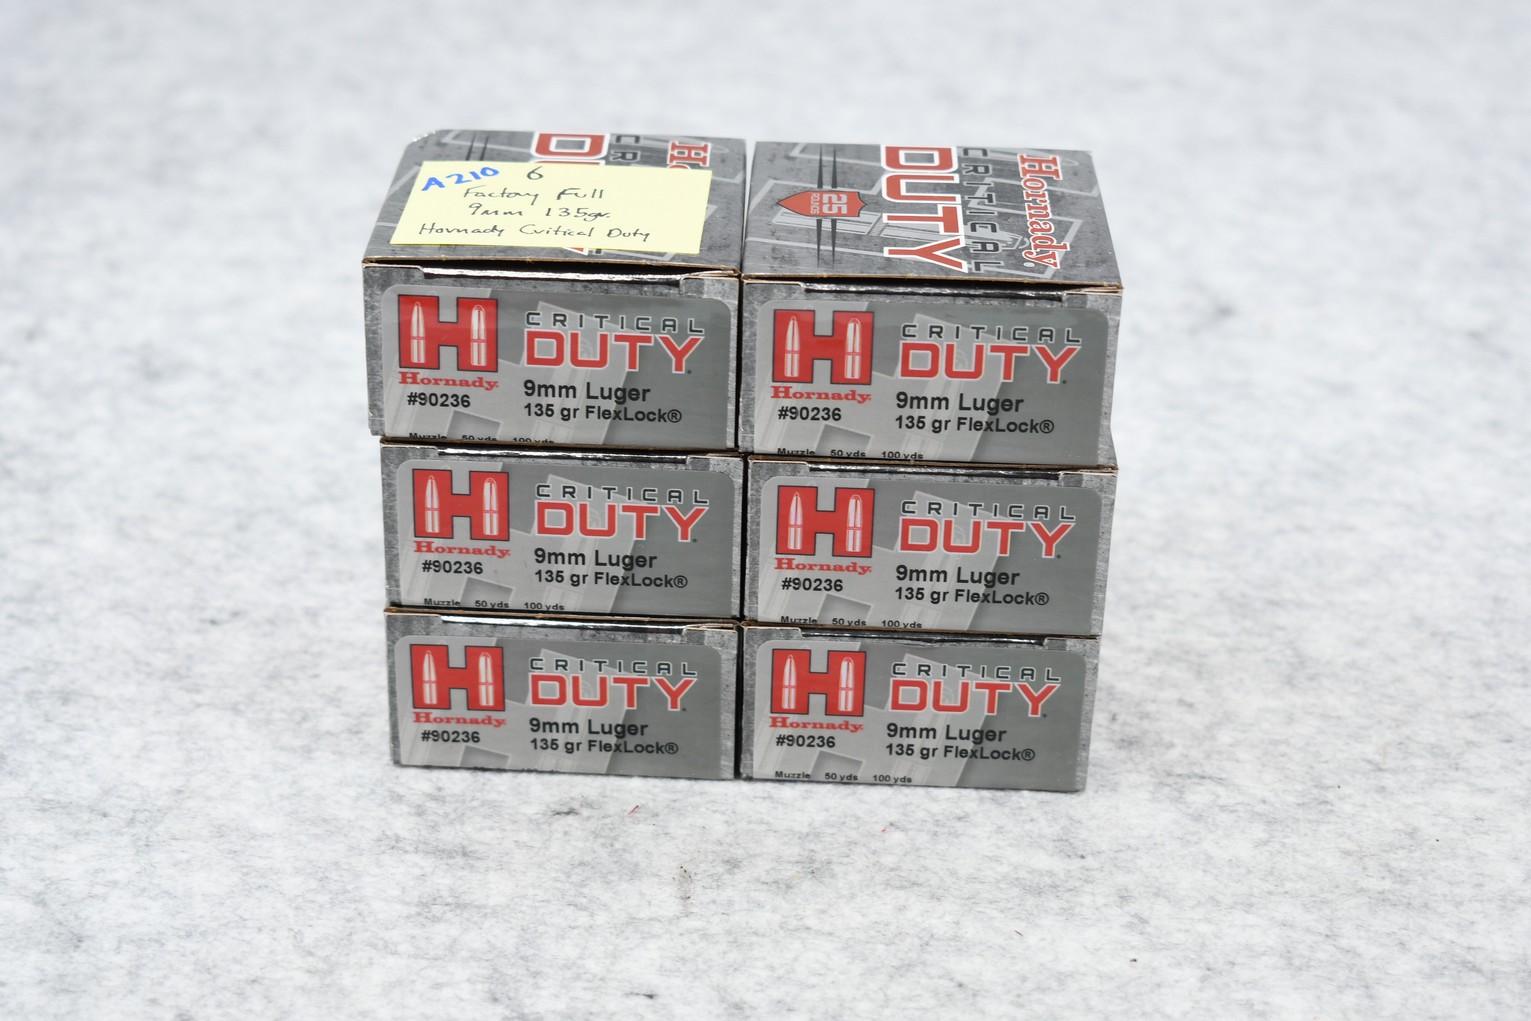 A210 6
Factory Full
9mm 135gr.
Hornady Critical Duty
Hornady
CRITICAL
DUTY
25
ROUNDS
H
Hornady
#90236
CRITICAL
DUTY
9mm Luger
135 gr FlexLock®
Muzzle 50 yds 100 yds
H
Hornady
#90236
CRITICAL
DUTY
9mm Luger
135 gr FlexLock®
Muzzle 50 yds 100 yds
H
Hornady
#90236
CRITICAL
DUTY
9mm Luger
135 gr FlexLock®
Muzzle 50 yds 100 yds
H
Hornady
#90236
CRITICAL
DUTY
9mm Luger
135 gr FlexLock®
Muzzle 50 yds 100 yds
H
Hornady
#90236
CRITICAL
DUTY
9mm Luger
135 gr FlexLock®
H
Hornady
#90236
CRITICAL
DUTY
9mm Luger
135 gr FlexLock®
Muzzle 50 yds 100 yds